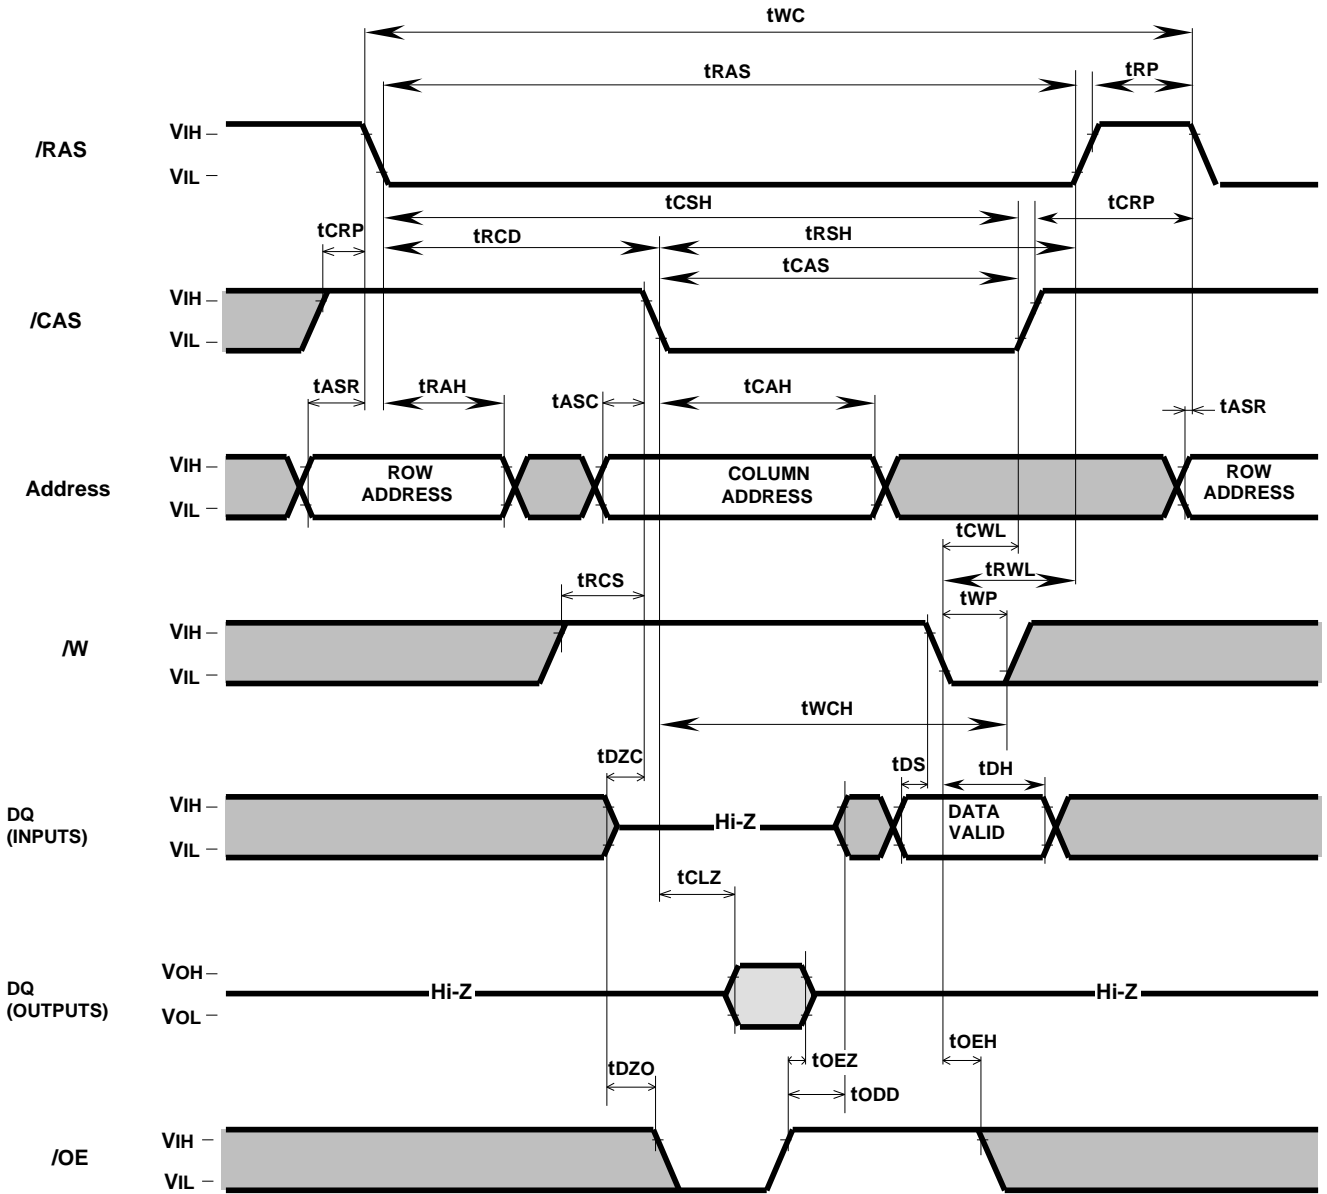 tWC
tRAS
tRP
VIH
/RAS
VIL
tCSH
tCRP
tCRP
tRCD
tRSH
tCAS
VIH
/CAS
VIL
tASR
tRAH
tASC
tCAH
tASR
VIH
ROW
ADDRESS
COLUMN
ADDRESS
ROW
ADDRESS
Address
VIL
tCWL
tRWL
tRCS
tWP
VIH
/W
VIL
tWCH
tDZC
tDS
tDH
VIH
DQ
(INPUTS)
Hi-Z
DATA
VALID
VIL
tCLZ
VOH
DQ
(OUTPUTS)
Hi-Z
Hi-Z
VOL
tOEH
tOEZ
tDZO
tODD
VIH
/OE
VIL